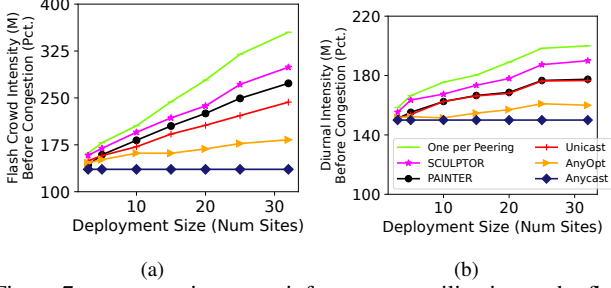 Flash Crowd Intensity (M)
Before Congestion (Pct.)
400
325
250
175
100
10
20
30
Deployment Size (Num Sites)
(a)
Diurnal Intensity (M)
Before Congestion (Pct.)
220
180
140
100
One per Peering
SCULPTOR
PAINTER
Unicast
AnyOpt
Anycast
10
20
30
Deployment Size (Num Sites)
(b)